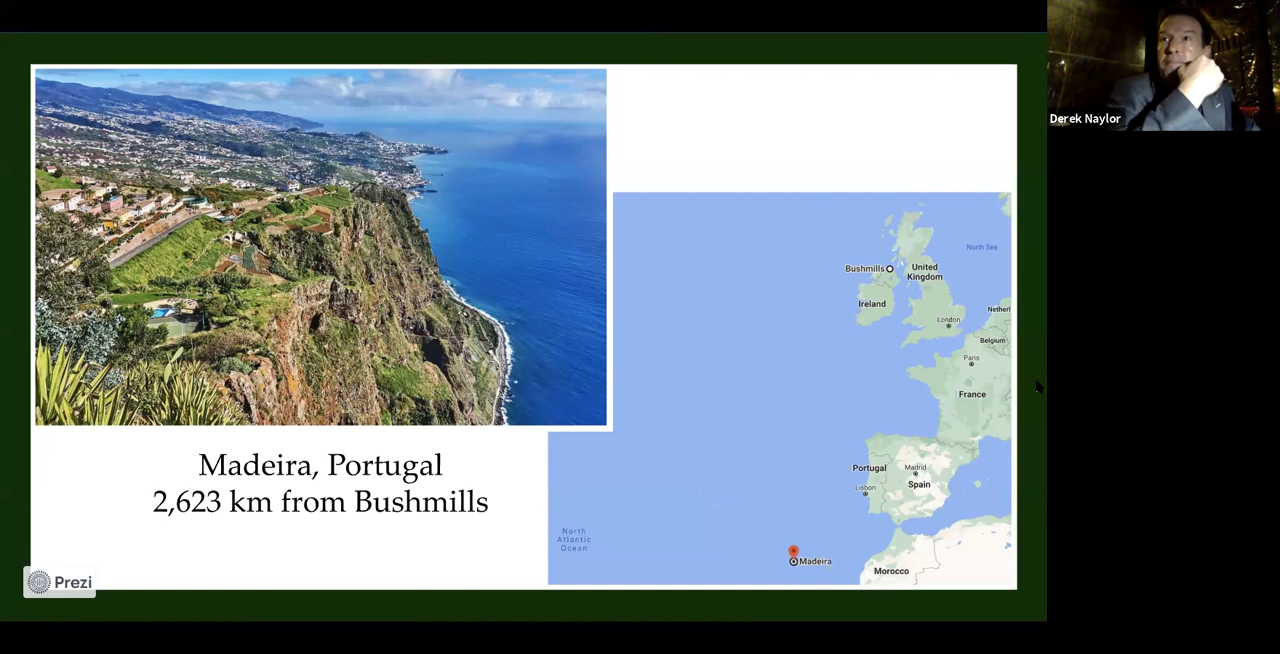 Madeira, Portugal
2,623 km from Bushmills
North Sea
Bushmills
United
Kingdom
Ireland
London
Netherl
Belgium
Paris
France
Portugal
Madrid
Spain
Lisbon
North
Atlantic
Ocean
Madeira
Morocco
Prezi
Derek Naylor